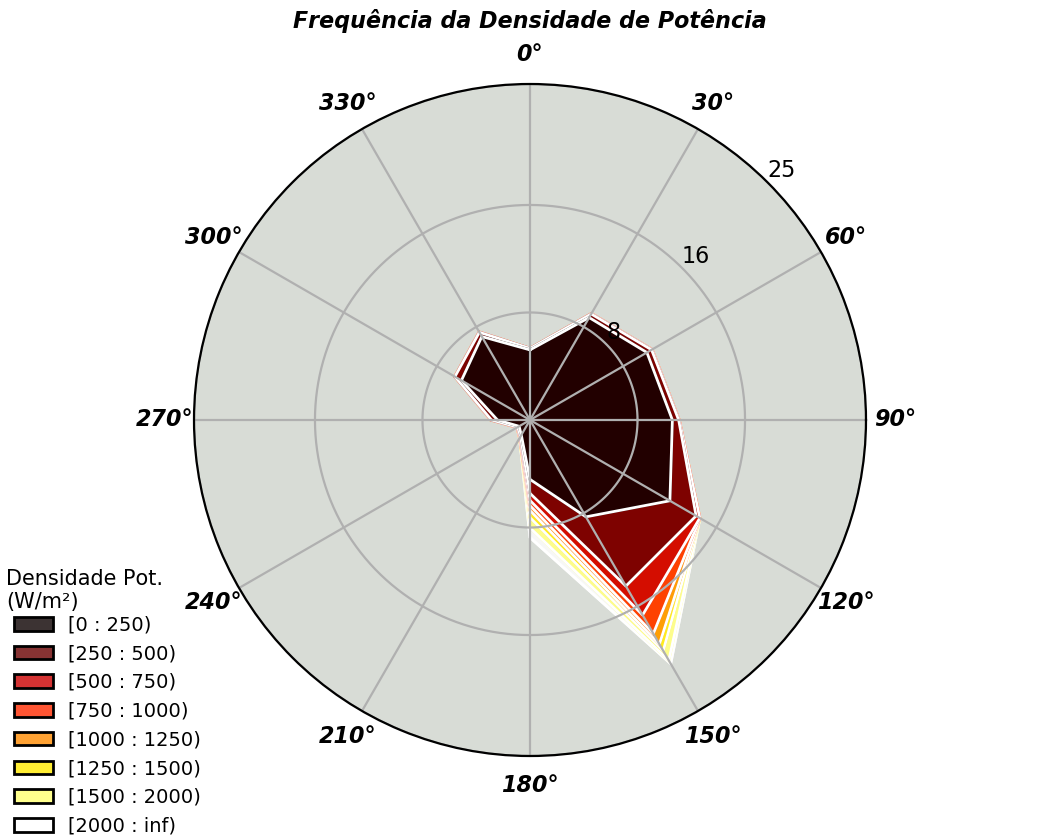 Frequência da Densidade de Potência
0°
330°
30°
25
300°
60°
16
8
270°
90°
Densidade Pot.
(W/m²)
240°
120°
[0 : 250)
[250 : 500)
[500 : 750)
[750 : 1000)
210°
150°
[1000 : 1250)
[1250 : 1500)
180°
[1500 : 2000)
[2000 : inf)